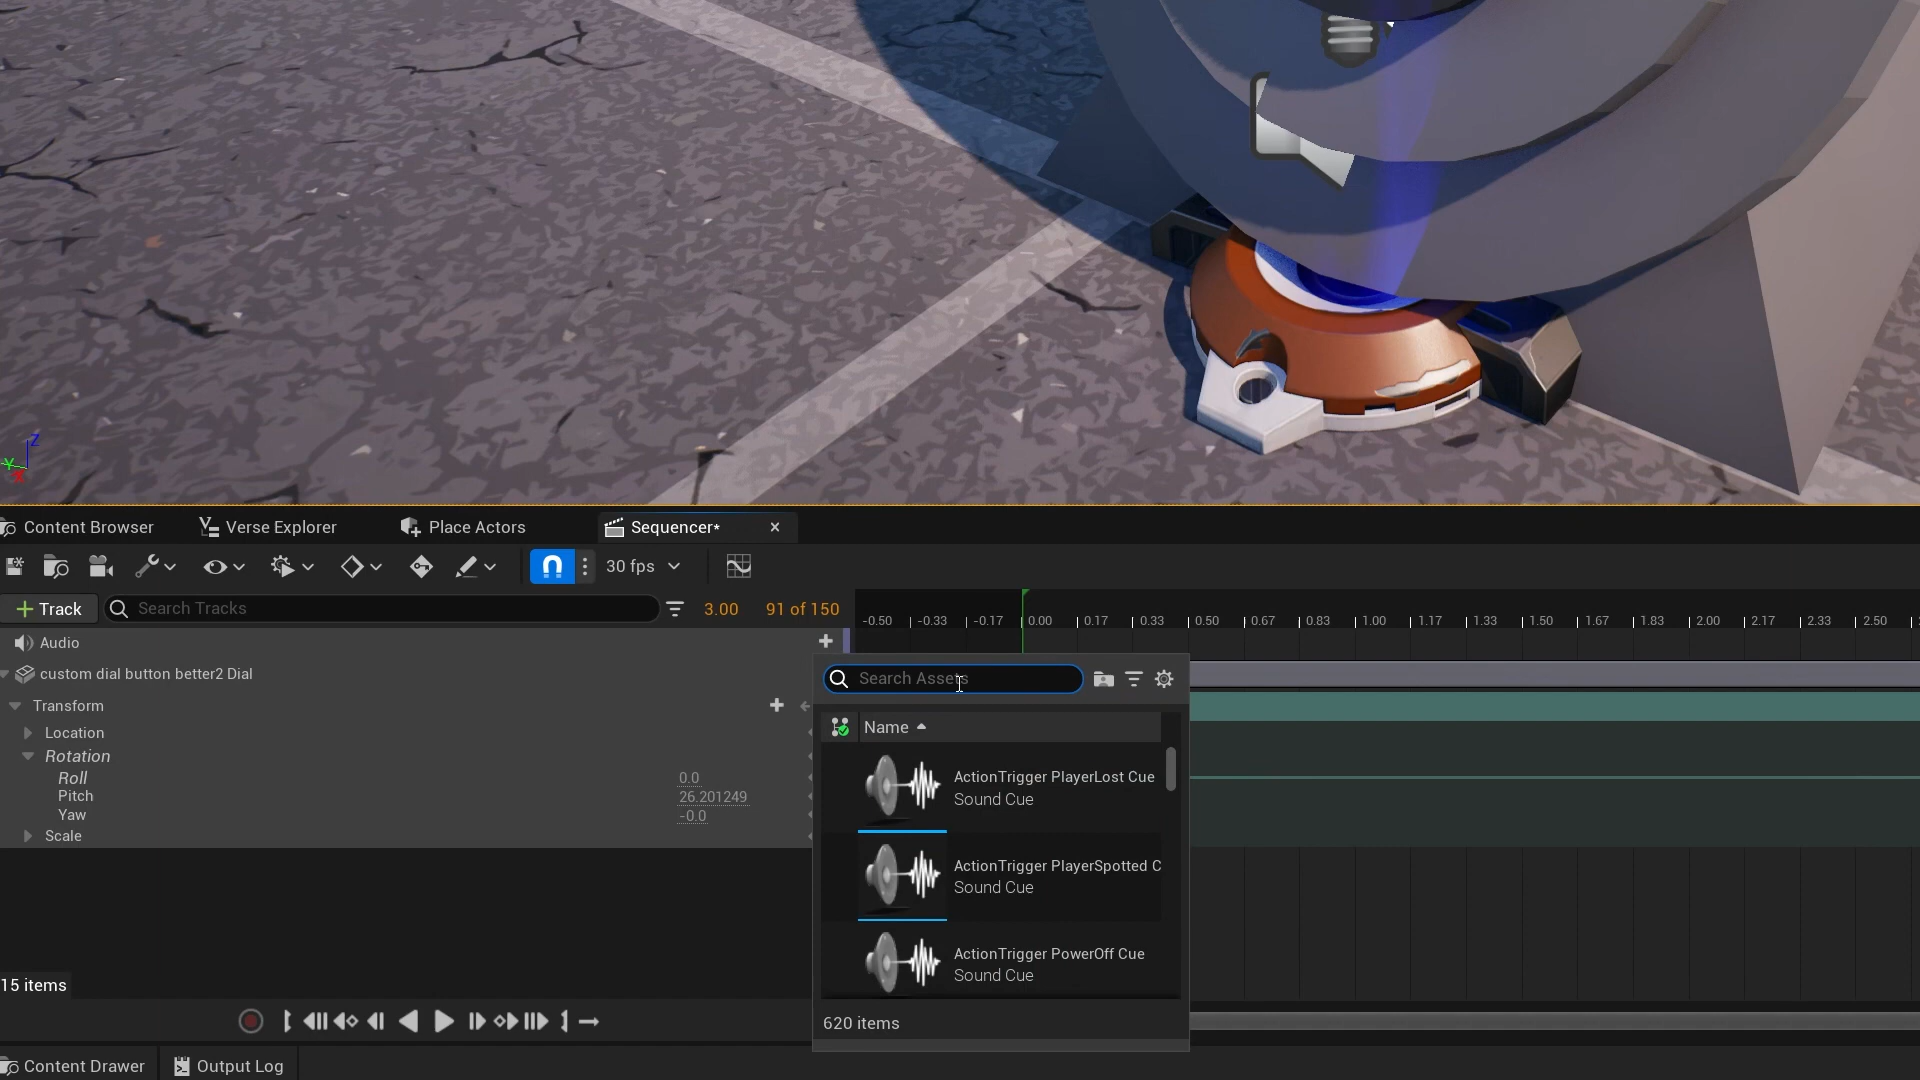 Z
Y
X
Content Browser
Verse Explorer
Place Actors
Sequencer*
30 fps
Track
Search Tracks
3.00
91 of 150
-0.50
-0.33
-0.17
0.00
0.17
0.33
0.50
0.67
0.83
1.00
1.17
1.33
1.50
1.67
1.83
2.00
2.17
2.33
2.50
Audio
custom dial button better2 Dial
Transform
Location
Rotation
Roll
0.0
Pitch
26.201249
Yaw
-0.0
Scale
15 items
Search Assets
Name
ActionTrigger PlayerLost Cue
Sound Cue
ActionTrigger PlayerSpotted C
Sound Cue
ActionTrigger PowerOff Cue
Sound Cue
620 items
Content Drawer
Output Log